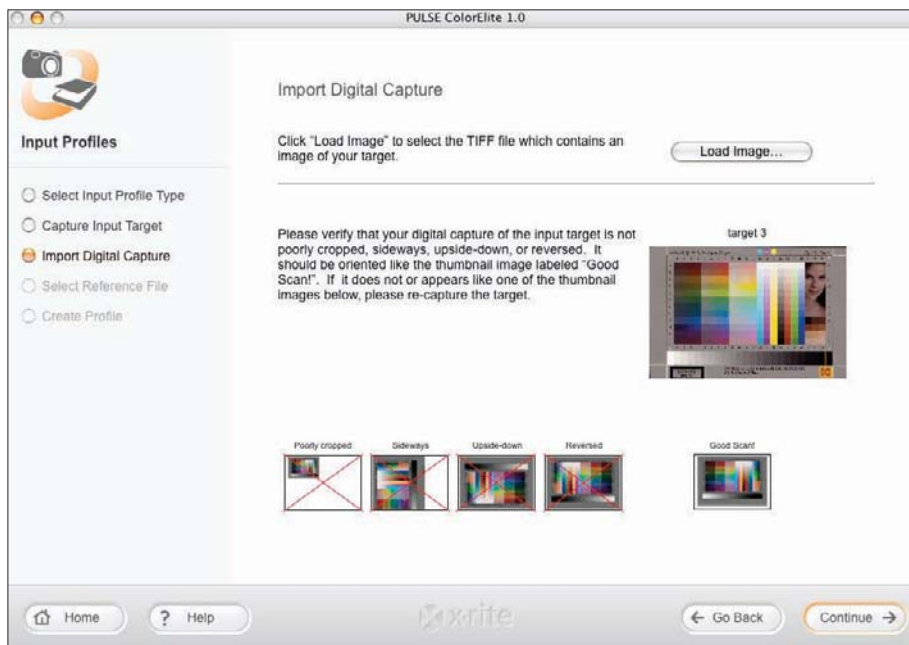 PULSE ColorElite 1.0
Input Profiles
Select Input Profile Type
Capture Input Target
Import Digital Capture
Select Reference File
Create Profile
Import Digital Capture
Click "Load Image" to select the TIFF file which contains an
image of your target.
Load Image...
Please verify that your digital capture of the input target is not
poorly cropped, sideways, upside-down, or reversed. It
should be oriented like the thumbnail image labeled "Good
Scan!". If it does not or appears like one of the thumbnail
images below, please re-capture the target.
target 3
Poorly cropped
Sideways
Upside-down
Reversed
Good Scan!
Home
? Help
x-rite
Go Back
Continue